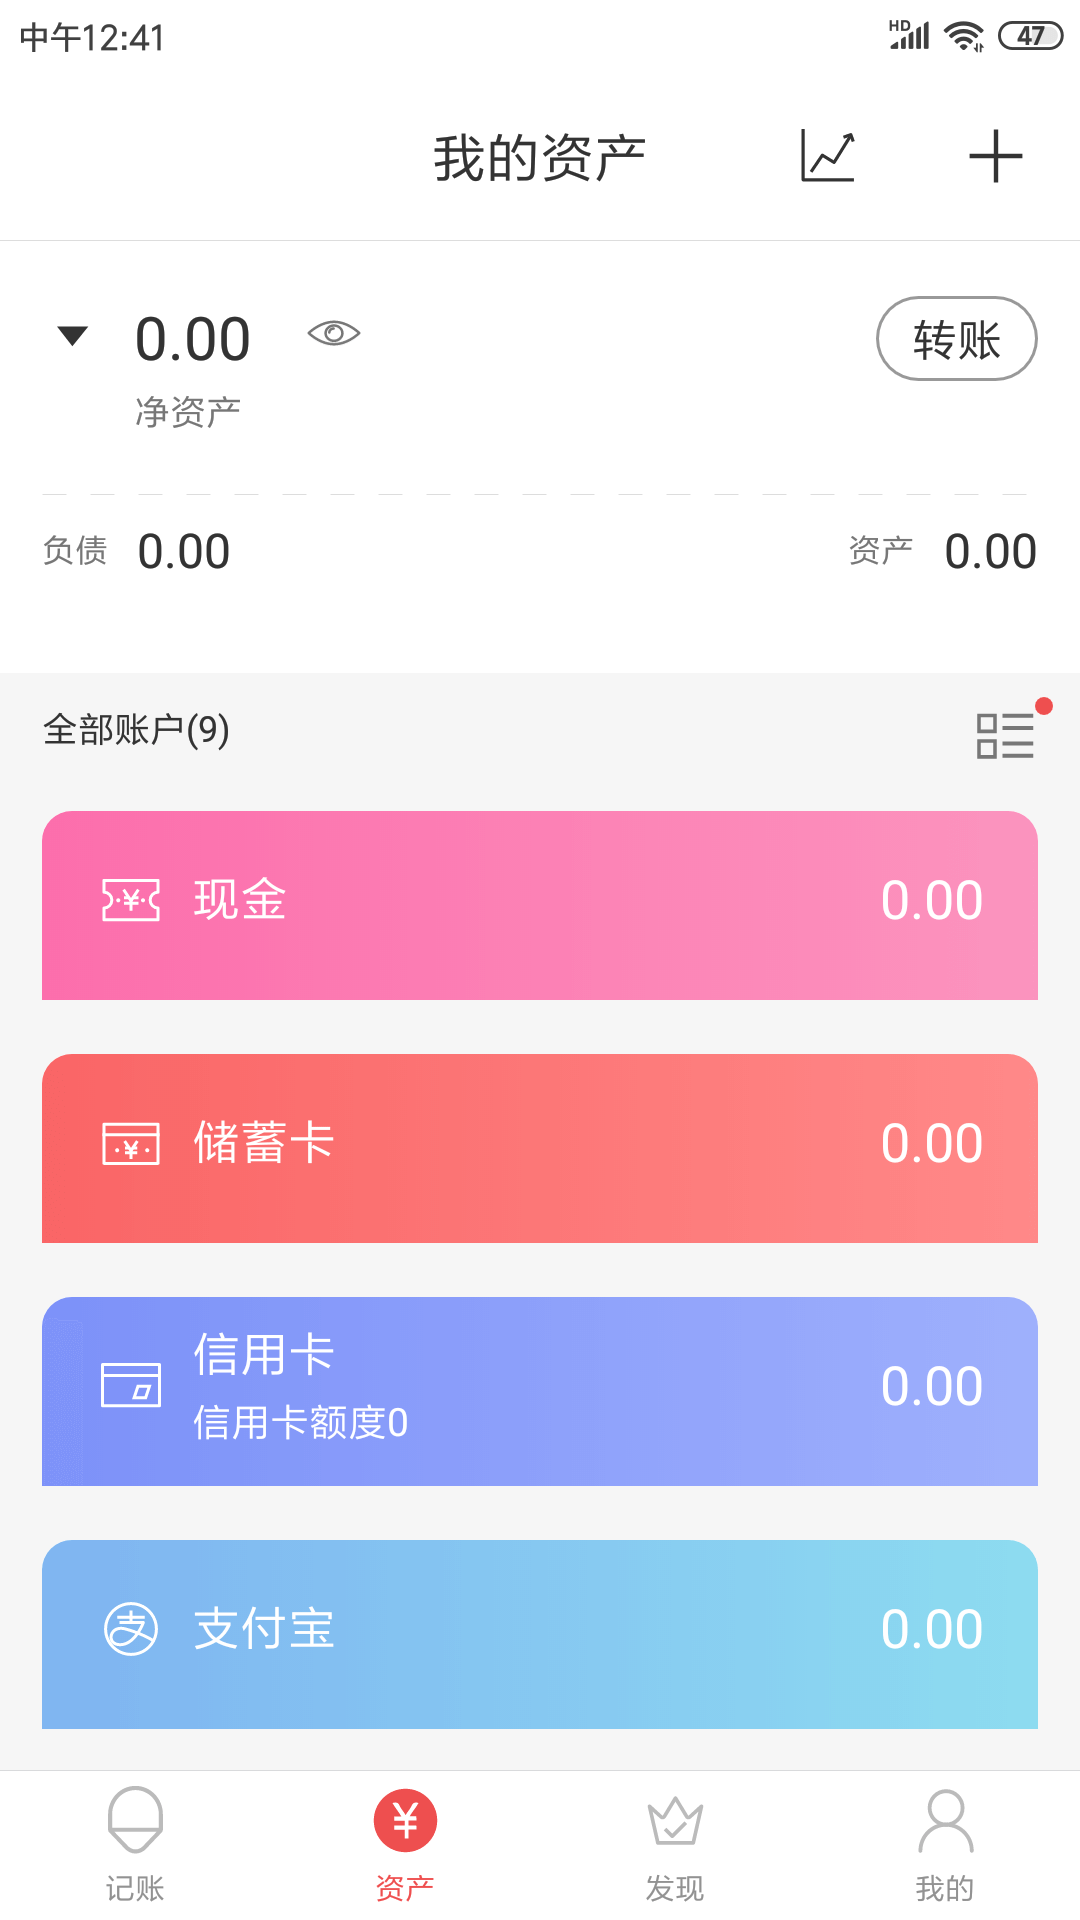 中午12:41
HD
47
我的资产
0.00
转账
净资产
负债 0.00
资产 0.00
全部账户(9)
现金 0.00
储蓄卡 0.00
信用卡
信用卡额度0
0.00
支付宝 0.00
记账 资产 发现 我的